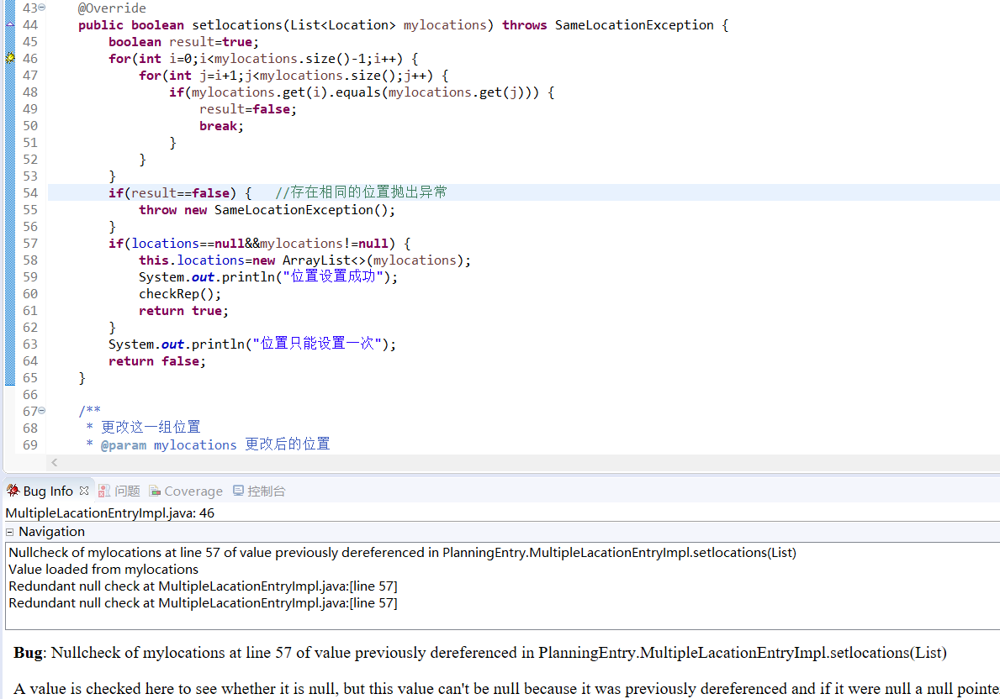 43 @Override
44 public boolean setlocations(List<Location> mylocations) throws SameLocationException {
45 boolean result=true;
46 for(int i=0;i<mylocations.size()-1;i++) {
47 for(int j=i+1;j<mylocations.size();j++) {
48 if(mylocations.get(i).equals(mylocations.get(j))) {
49 result=false;
50 break;
51 }
52 }
53 }
54 if(result==false) { //存在相同的位置抛出异常
55 throw new SameLocationException();
56 }
57 if(locations==null&&mylocations!=null) {
58 this.locations=new ArrayList<>(mylocations);
59 System.out.println("位置设置成功");
60 checkRep();
61 return true;
62 }
63 System.out.println("位置只能设置一次");
64 return false;
65 }
66
67 /**
68 * 更改这一组位置
69 * @param mylocations 更改后的位置
Bug Info 问题 Coverage 控制台
MultipleLacationEntryImpl.java: 46
Navigation
Nullcheck of mylocations at line 57 of value previously dereferenced in PlanningEntry.MultipleLacationEntryImpl.setlocations(List)
Value loaded from mylocations
Redundant null check at MultipleLacationEntryImpl.java:[line 57]
Redundant null check at MultipleLacationEntryImpl.java:[line 57]
Bug: Nullcheck of mylocations at line 57 of value previously dereferenced in PlanningEntry.MultipleLacationEntryImpl.setlocations(List)
A value is checked here to see whether it is null, but this value can't be null because it was previously dereferenced and if it were null a null pointe